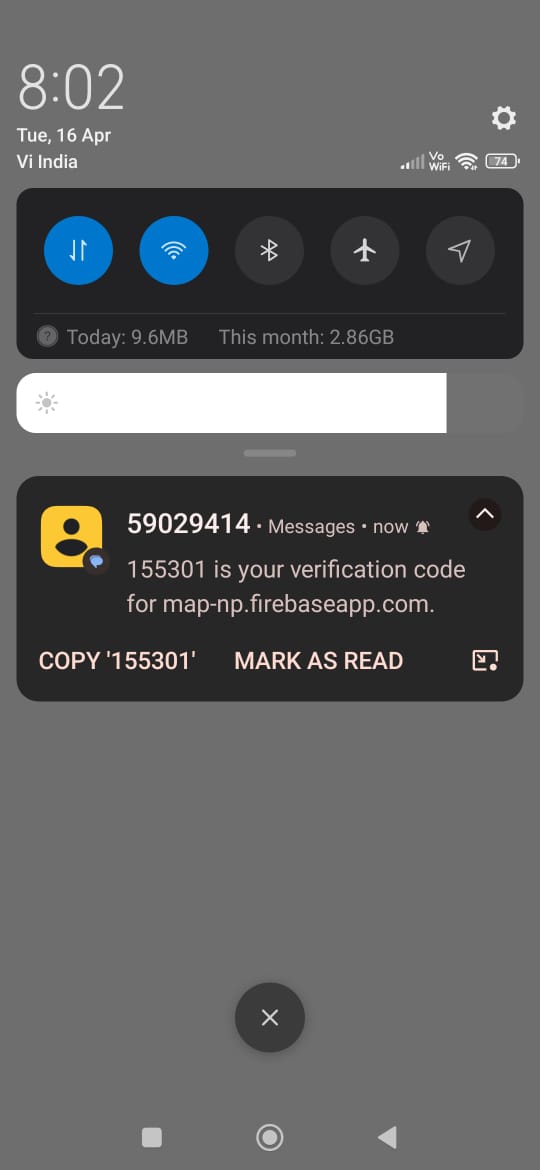 8:02
Tue, 16 Apr
Vi India
Vo
WiFi
74
? Today: 9.6MB This month: 2.86GB
59029414 • Messages • now
155301 is your verification code
for map-np.firebaseapp.com.
COPY '155301' MARK AS READ